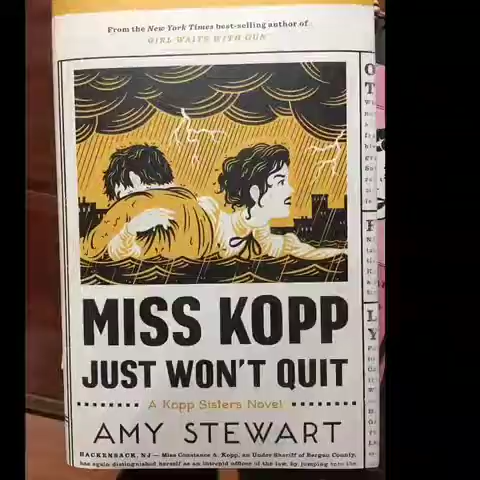 From the New York Times best-selling author of
GIRL WAITS WITH GUN
MISS KOPP
JUST WON'T QUIT
A Kopp Sisters Novel
AMY STEWART
HACKENSACK, NJ — Miss Constance A. Kopp, an Under Sheriff of Bergen County,
has again distinguished herself as an intrepid officer of the law, by jumping into the